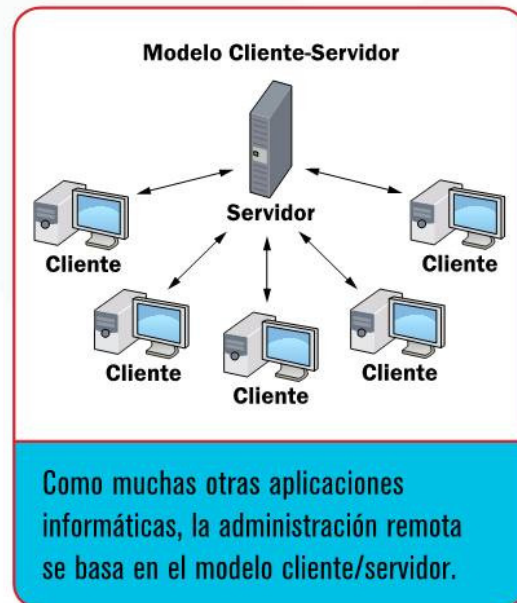 Modelo Cliente-Servidor
Servidor
Cliente
Cliente
Cliente
Cliente
Cliente
Como muchas otras aplicaciones
informáticas, la administración remota
se basa en el modelo cliente/servidor.